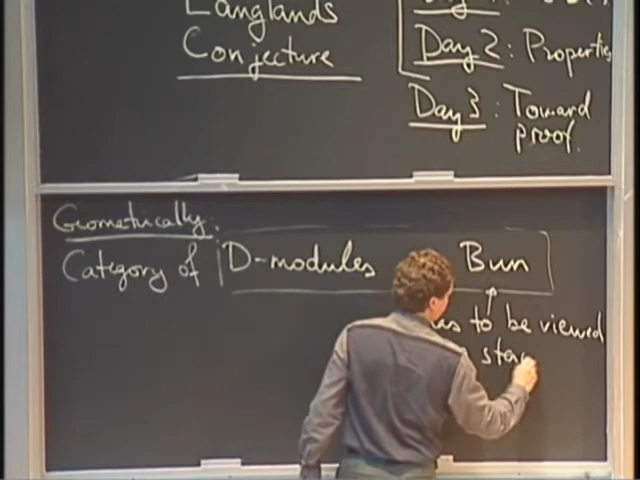 Langlands
Conjecture
Day 2: Properties
Day 3: Toward
proof.
Geometrically:
Category of D-modules Bun
to be viewed